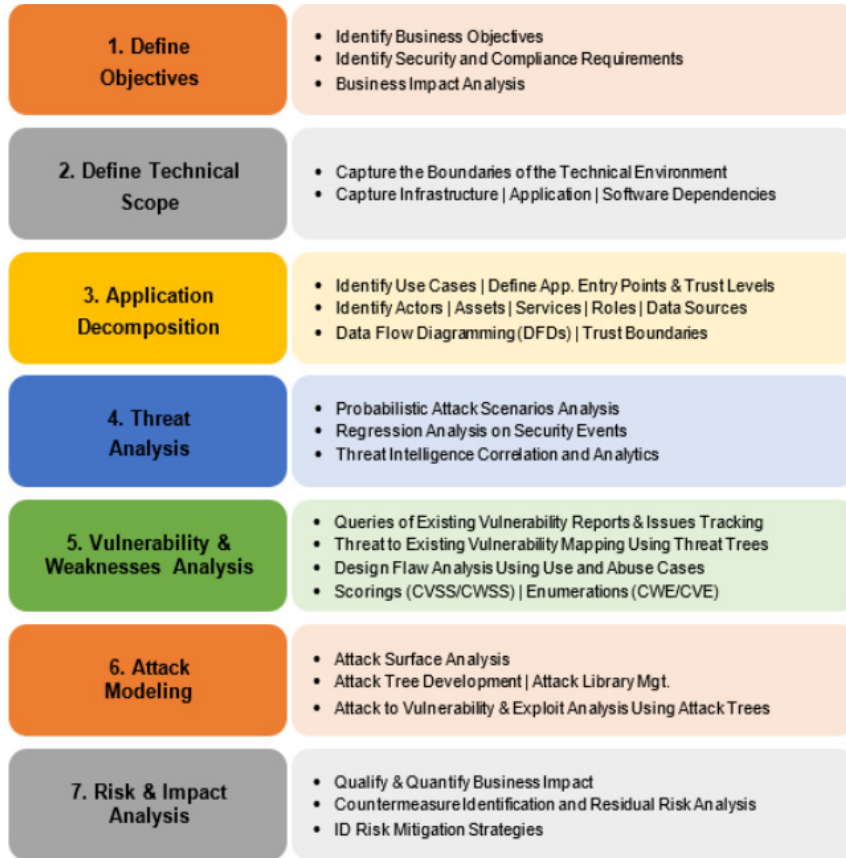 1. Define
Objectives
• Identify Business Objectives
• Identify Security and Compliance Requirements
• Business Impact Analysis
2. Define Technical
Scope
• Capture the Boundaries of the Technical Environment
• Capture Infrastructure | Application | Software Dependencies
3. Application
Decomposition
• Identify Use Cases | Define App. Entry Points & Trust Levels
• Identify Actors | Assets | Services | Roles | Data Sources
• Data Flow Diagramming (DFDs) | Trust Boundaries
4. Threat
Analysis
• Probabilistic Attack Scenarios Analysis
• Regression Analysis on Security Events
• Threat Intelligence Correlation and Analytics
5. Vulnerability &
Weaknesses Analysis
• Queries of Existing Vulnerability Reports & Issues Tracking
• Threat to Existing Vulnerability Mapping Using Threat Trees
• Design Flaw Analysis Using Use and Abuse Cases
• Scorings (CVSS/CWSS) | Enumerations (CWE/CVE)
6. Attack
Modeling
• Attack Surface Analysis
• Attack Tree Development | Attack Library Mgt.
• Attack to Vulnerability & Exploit Analysis Using Attack Trees
7. Risk & Impact
Analysis
• Qualify & Quantify Business Impact
• Countermeasure Identification and Residual Risk Analysis
• ID Risk Mitigation Strategies